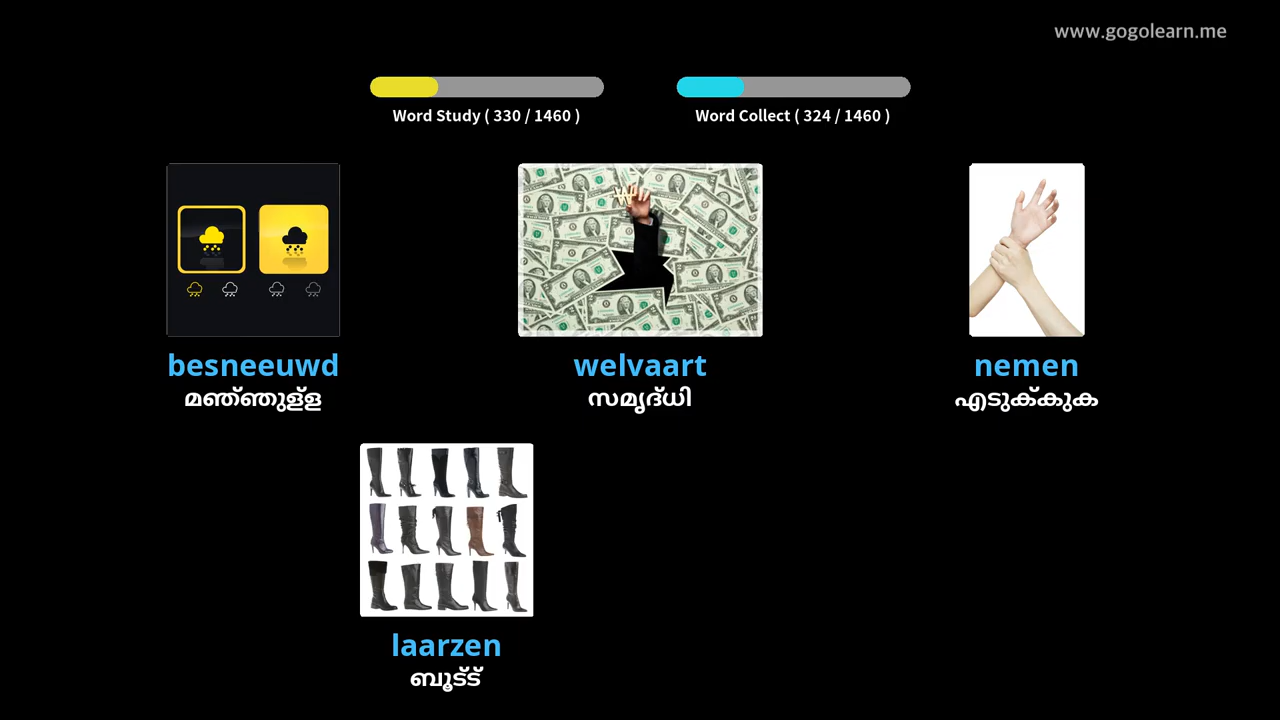 www.gogolearn.me
Word Study ( 330 / 1460 )
Word Collect ( 324 / 1460 )
besneeuwd
മഞ്ഞുള്ള
welvaart
സമൃദ്ധി
nemen
എടുക്കുക
laarzen
ബൂട്ട്